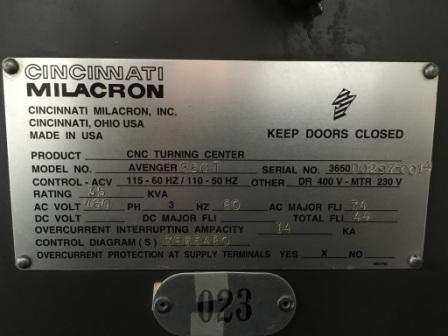 CINCINNATI
MILACRON
CINCINNATI MILACRON, INC.
CINCINNATI, OHIO USA
MADE IN USA
KEEP DOORS CLOSED
PRODUCT CNC TURNING CENTER
MODEL NO. AVENGER SERIAL NO. 3650
CONTROL-ACV 115-60 HZ/110-50 HZ OTHER DR 400 V-MTR 230 V
RATING KVA
AC VOLT 460 PH 3 HZ 60 AC MAJOR FLI 34
DC VOLT DC MAJOR FLI TOTAL FLI 44
OVERCURRENT INTERRUPTING AMPACITY 14 KA
CONTROL DIAGRAM (S)
OVERCURRENT PROTECTION AT SUPPLY TERMINALS YES X NO
023